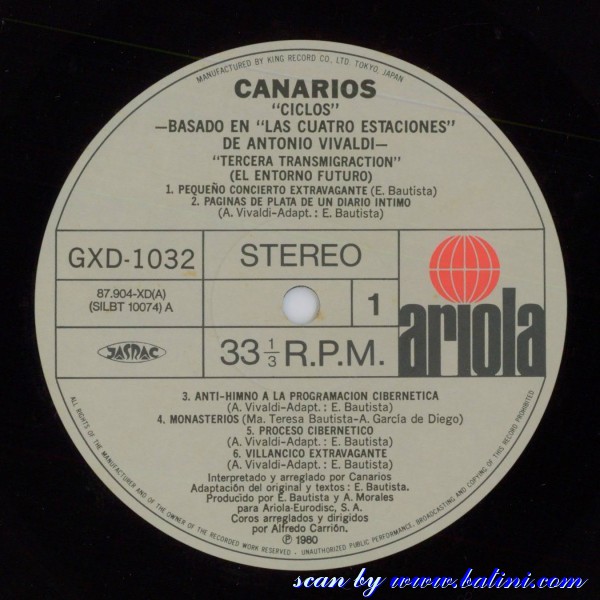 MANUFACTURED BY KING RECORD CO., LTD. TOKYO, JAPAN
CANARIOS
"CICLOS"
—BASADO EN "LAS CUATRO ESTACIONES"
DE ANTONIO VIVALDI—
"TERCERA TRANSMIGRACTION"
(EL ENTORNO FUTURO)
1. PEQUEÑO CONCIERTO EXTRAVAGANTE (E. Bautista)
2. PAGINAS DE PLATA DE UN DIARIO INTIMO
(A. Vivaldi-Adapt.: E. Bautista)
GXD-1032
STEREO
87.904-XD(A)
(SILBT 10074) A
1
ariola
JASRAC
33 1/3 R.P.M.
3. ANTI-HIMNO A LA PROGRAMACION CIBERNETICA
(A. Vivaldi-Adapt.: E. Bautista)
4. MONASTERIOS (Ma. Teresa Bautista-A. García de Diego)
5. PROCESO CIBERNETICO
(A. Vivaldi-Adapt.: E. Bautista)
6. VILLANCICO EXTRAVAGANTE
(A. Vivaldi-Adapt.: E. Bautista)
Interpretado y arregiado por Canarios
Adaptación del original y textos: E. Bautista.
Producido por E. Bautista y A. Morales
para Ariola-Eurodisc, S. A.
Coros arregiados y dirigidos
por Alfredo Carrión.
℗ 1980
ALL RIGHTS OF THE MANUFACTURER AND OF THE OWNER OF THE RECORDED WORK RESERVED · UNAUTHORIZED PUBLIC PERFORMANCE, BROADCASTING AND COPYING OF THIS RECORD PROHIBITED
scan by www.batini.com